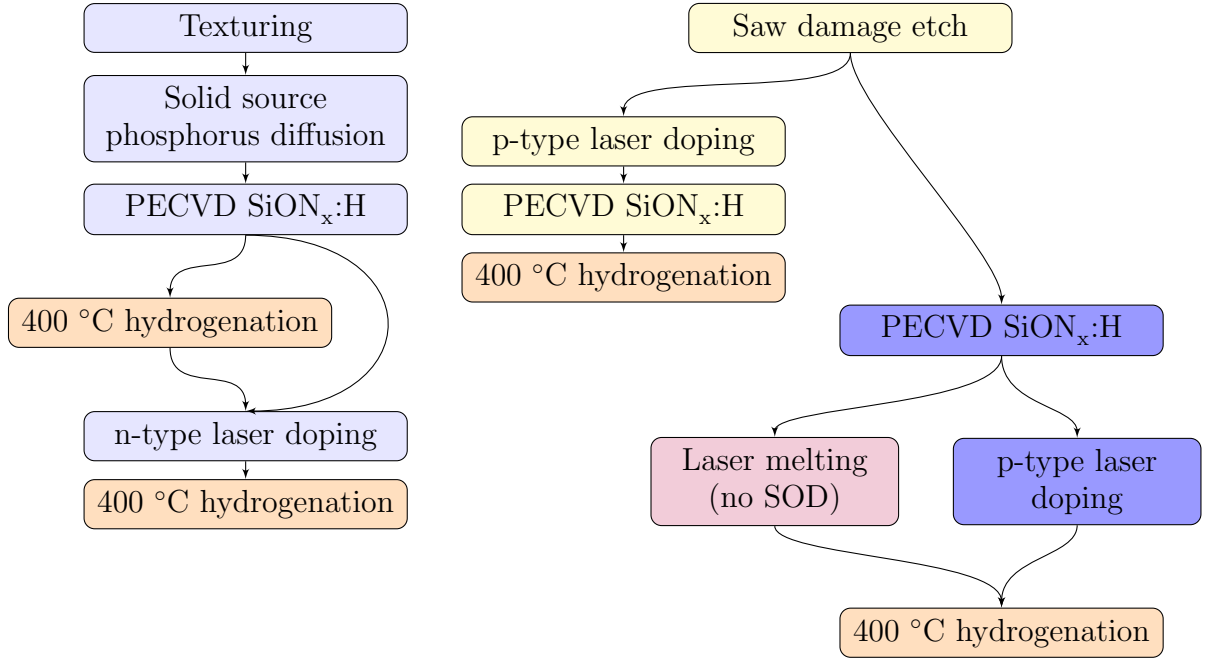 Texturing
Solid source
phosphorus diffusion
PECVD SiONₓ:H
400 °C hydrogenation
n-type laser doping
400 °C hydrogenation
Saw damage etch
p-type laser doping
PECVD SiONₓ:H
400 °C hydrogenation
PECVD SiONₓ:H
Laser melting
(no SOD)
p-type laser
doping
400 °C hydrogenation